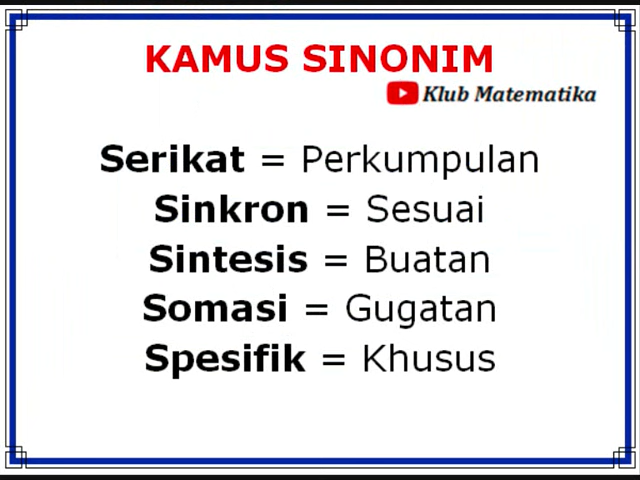 KAMUS SINONIM
Klub Matematika
Serikat = Perkumpulan
Sinkron = Sesuai
Sintesis = Buatan
Somasi = Gugatan
Spesifik = Khusus